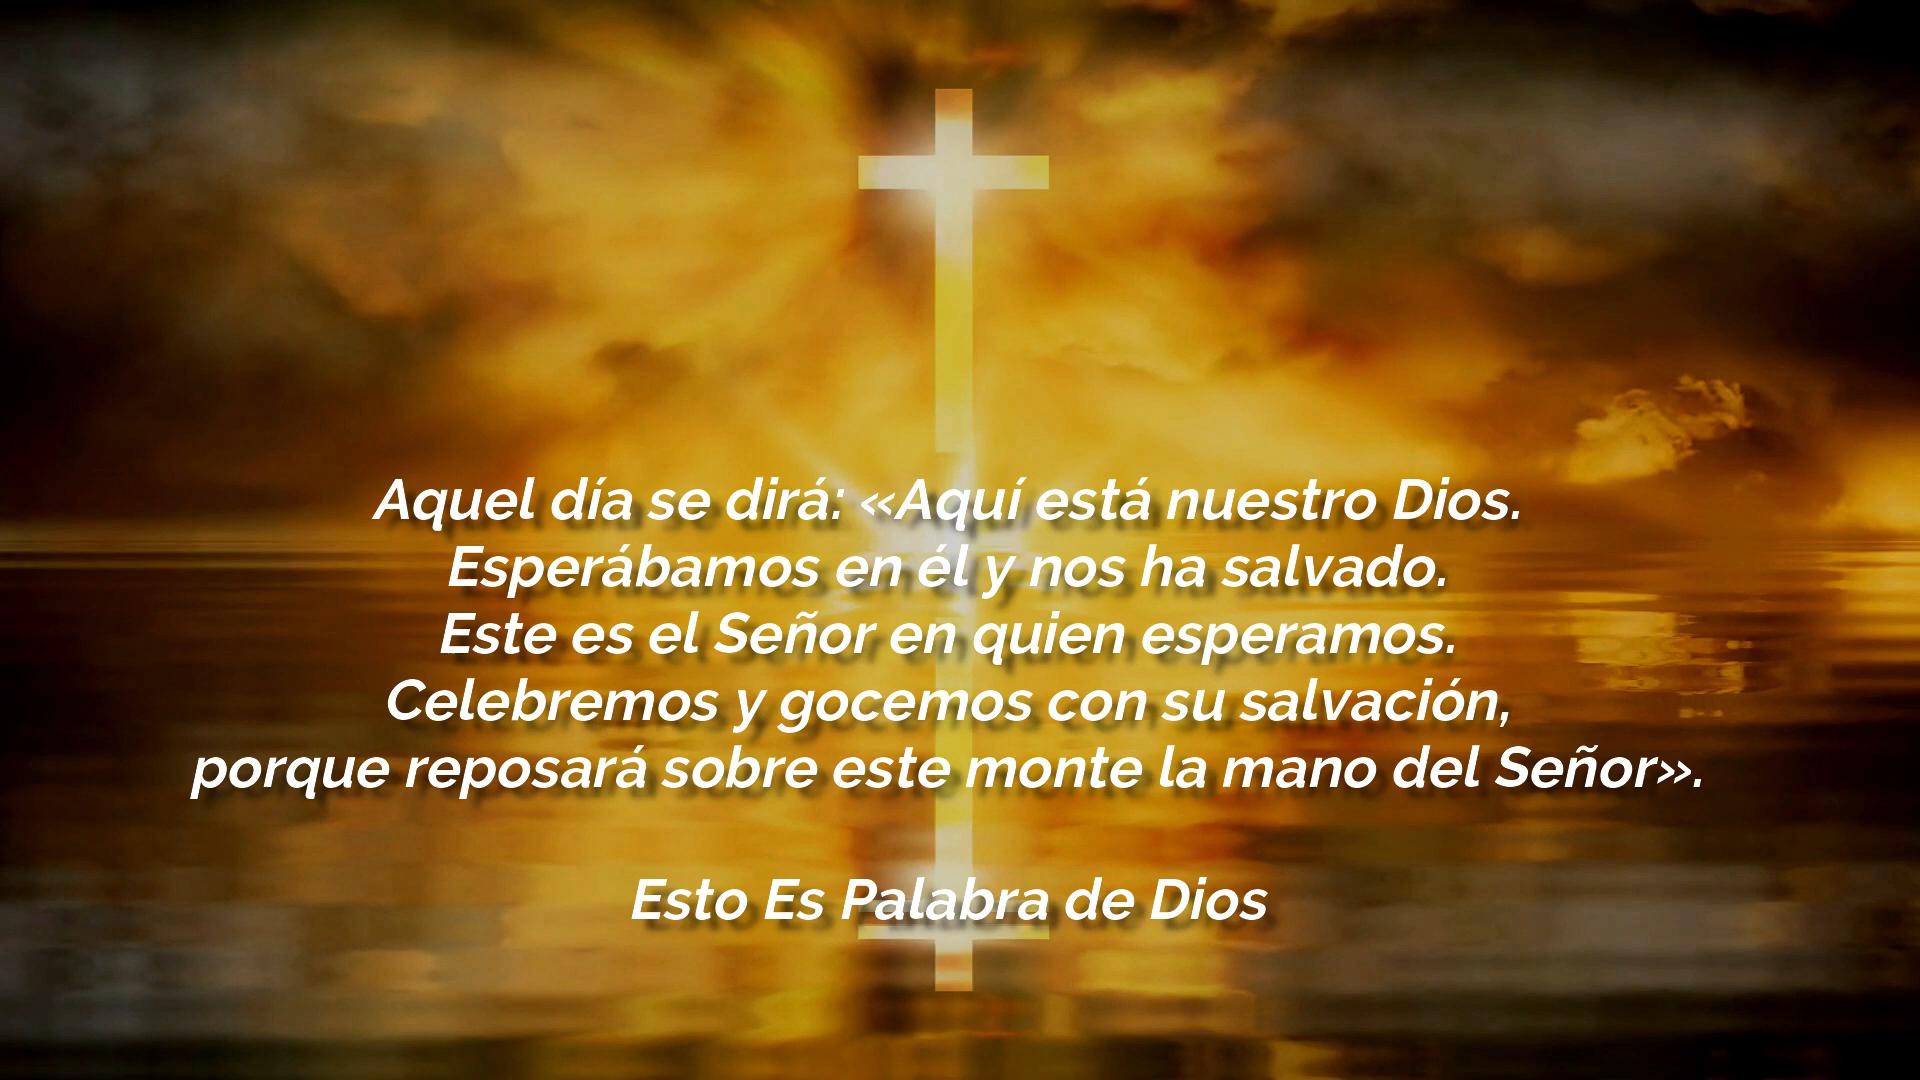 Aquel día se dirá: «Aquí está nuestro Dios.
Esperábamos en él y nos ha salvado.
Este es el Señor en quien esperamos.
Celebremos y gocemos con su salvación,
porque reposará sobre este monte la mano del Señor».
Esto Es Palabra de Dios